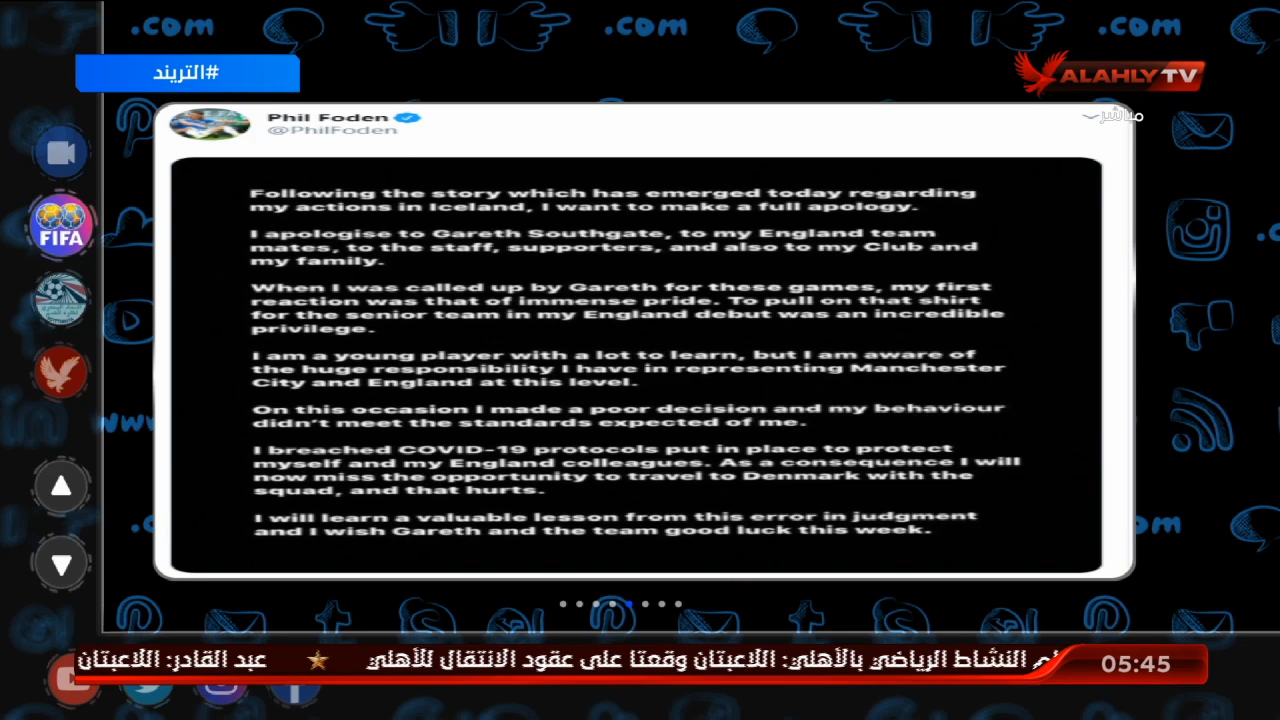 .com
.com
.com
#التريند
ALAHLY TV
مباشر
Phil Foden
@PhilFoden
Following the story which has emerged today regarding
my actions in Iceland, I want to make a full apology.
I apologise to Gareth Southgate, to my England team
mates, to the staff, supporters, and also to my Club and
my family.
When I was called up by Gareth for these games, my first
reaction was that of immense pride. To pull on that shirt
for the senior team in my England debut was an incredible
privilege.
I am a young player with a lot to learn, but I am aware of
the huge responsibility I have in representing Manchester
City and England at this level.
On this occasion I made a poor decision and my behaviour
didn't meet the standards expected of me.
I breached COVID-19 protocols put in place to protect
myself and my England colleagues. As a consequence I will
now miss the opportunity to travel to Denmark with the
squad, and that hurts.
I will learn a valuable lesson from this error in judgment
and I wish Gareth and the team good luck this week.
FIFA
النشاط الرياضي بالأهلي: اللاعبتان وقعتا على عقود الانتقال للأهلي
عبد القادر: اللاعبتان
05:45